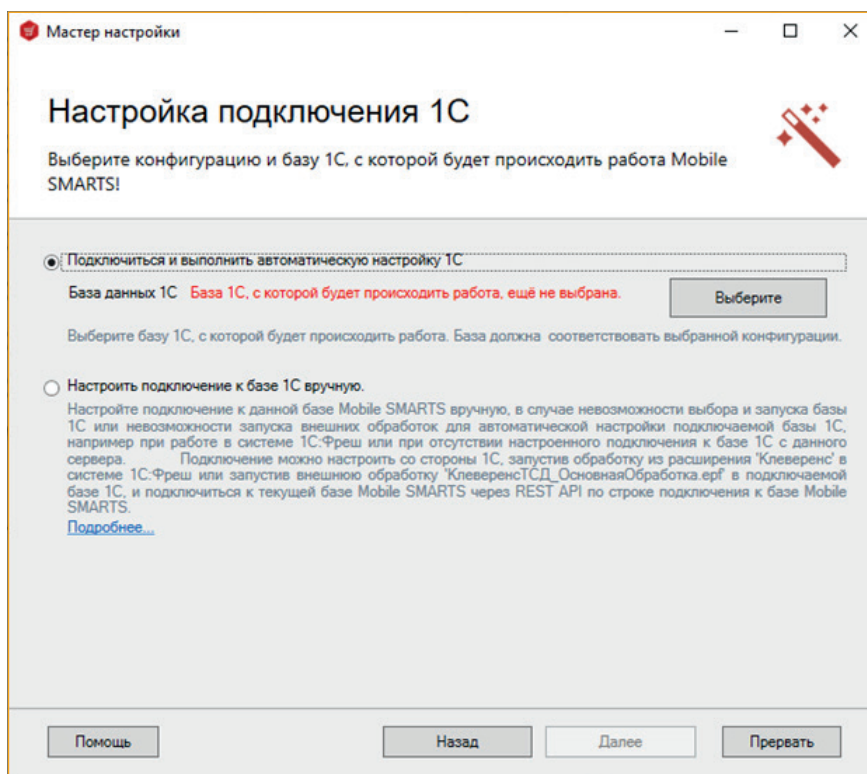 Мастер настройки
Настройка подключения 1С
Выберите конфигурацию и базу 1С, с которой будет происходить работа Mobile
SMARTS!
Подключиться и выполнить автоматическую настройку 1С
База данных 1С База 1С, с которой будет происходить работа, ещё не выбрана. Выберите
Выберите базу 1С, с которой будет происходить работа. База должна соответствовать выбранной конфигурации.
Настроить подключение к базе 1С вручную.
Настройте подключение к данной базе Mobile SMARTS вручную, в случае невозможности выбора и запуска базы
1С или невозможности запуска внешних обработок для автоматической настройки подключаемой базы 1С,
например при работе в системе 1С:Фреш или при отсутствии настроенного подключения к базе 1С с данного
сервера. Подключение можно настроить со стороны 1С, запустив обработку из расширения 'Клеверенс' в
системе 1С:Фреш или запустив внешнюю обработку 'КлеверенсТСД_ОсновнаяОбработка.epf' в подключаемой
базе 1С, и подключиться к текущей базе Mobile SMARTS через REST API по строке подключения к базе Mobile
SMARTS.
Подробнее...
Помощь Назад Далее Прервать